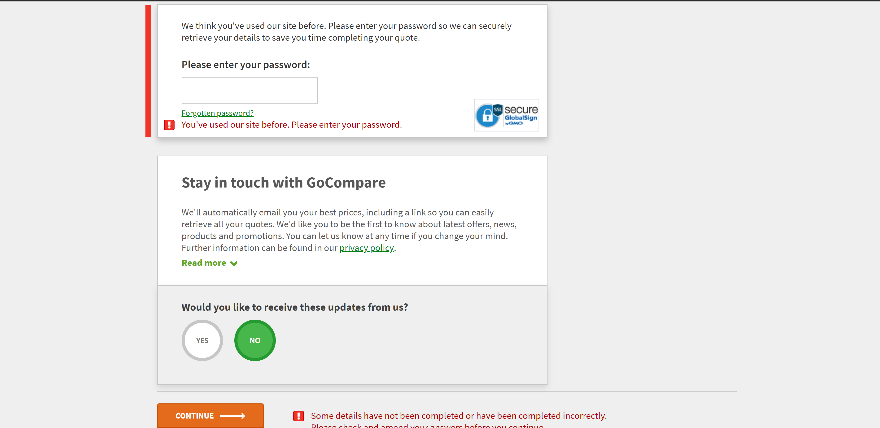 We think you've used our site before. Please enter your password so we can securely
retrieve your details to save you time completing your quote.
Please enter your password:
Forgotten password?
You've used our site before. Please enter your password.
SSL
secure
GlobalSign
by GMO
Stay in touch with GoCompare
We'll automatically email you your best prices, including a link so you can easily
retrieve all your quotes. We'd like you to be the first to know about latest offers, news,
products and promotions. You can let us know at any time if you change your mind.
Further information can be found in our privacy policy.
Read more
Would you like to receive these updates from us?
YES
NO
CONTINUE
Some details have not been completed or have been completed incorrectly.
Please check and amend your answers before you continue.